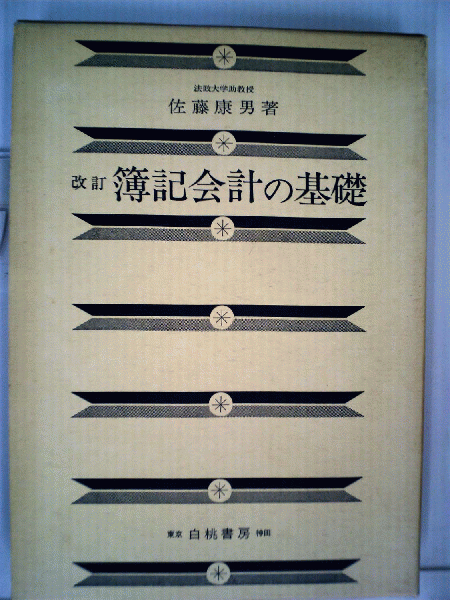 法政大学助教授
佐藤康男著
改訂 簿記会計の基礎
東京 白桃書房 神田